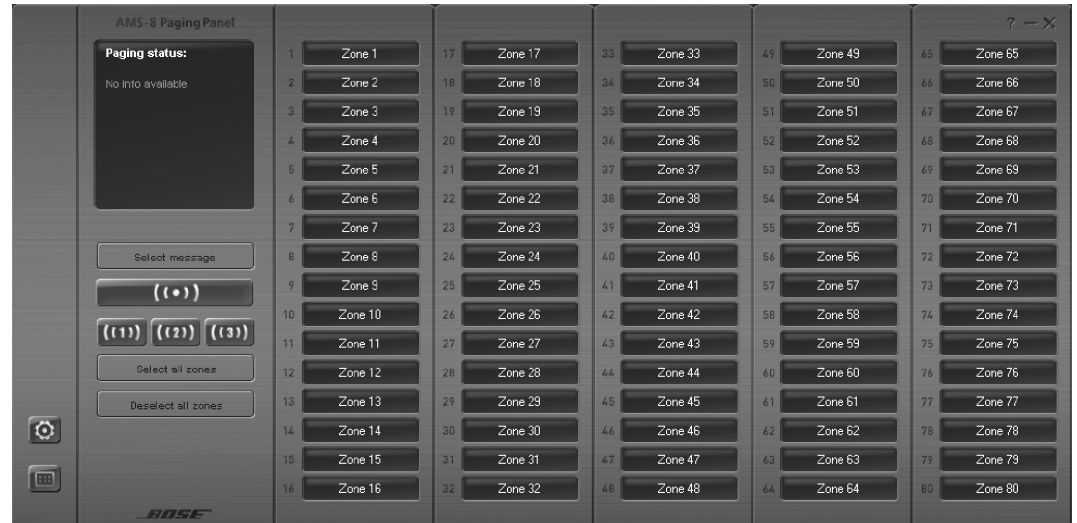 AMS-8 Paging Panel
? – X
Paging status:
No info available
Select message
((•))
((1)) ((2)) ((3))
Select all zones
Deselect all zones
BOSE
1 Zone 1
2 Zone 2
3 Zone 3
4 Zone 4
5 Zone 5
6 Zone 6
7 Zone 7
8 Zone 8
9 Zone 9
10 Zone 10
11 Zone 11
12 Zone 12
13 Zone 13
14 Zone 14
15 Zone 15
16 Zone 16
17 Zone 17
18 Zone 18
19 Zone 19
20 Zone 20
21 Zone 21
22 Zone 22
23 Zone 23
24 Zone 24
25 Zone 25
26 Zone 26
27 Zone 27
28 Zone 28
29 Zone 29
30 Zone 30
31 Zone 31
32 Zone 32
33 Zone 33
34 Zone 34
35 Zone 35
36 Zone 36
37 Zone 37
38 Zone 38
39 Zone 39
40 Zone 40
41 Zone 41
42 Zone 42
43 Zone 43
44 Zone 44
45 Zone 45
46 Zone 46
47 Zone 47
48 Zone 48
49 Zone 49
50 Zone 50
51 Zone 51
52 Zone 52
53 Zone 53
54 Zone 54
55 Zone 55
56 Zone 56
57 Zone 57
58 Zone 58
59 Zone 59
60 Zone 60
61 Zone 61
62 Zone 62
63 Zone 63
64 Zone 64
65 Zone 65
66 Zone 66
67 Zone 67
68 Zone 68
69 Zone 69
70 Zone 70
71 Zone 71
72 Zone 72
73 Zone 73
74 Zone 74
75 Zone 75
76 Zone 76
77 Zone 77
78 Zone 78
79 Zone 79
80 Zone 80